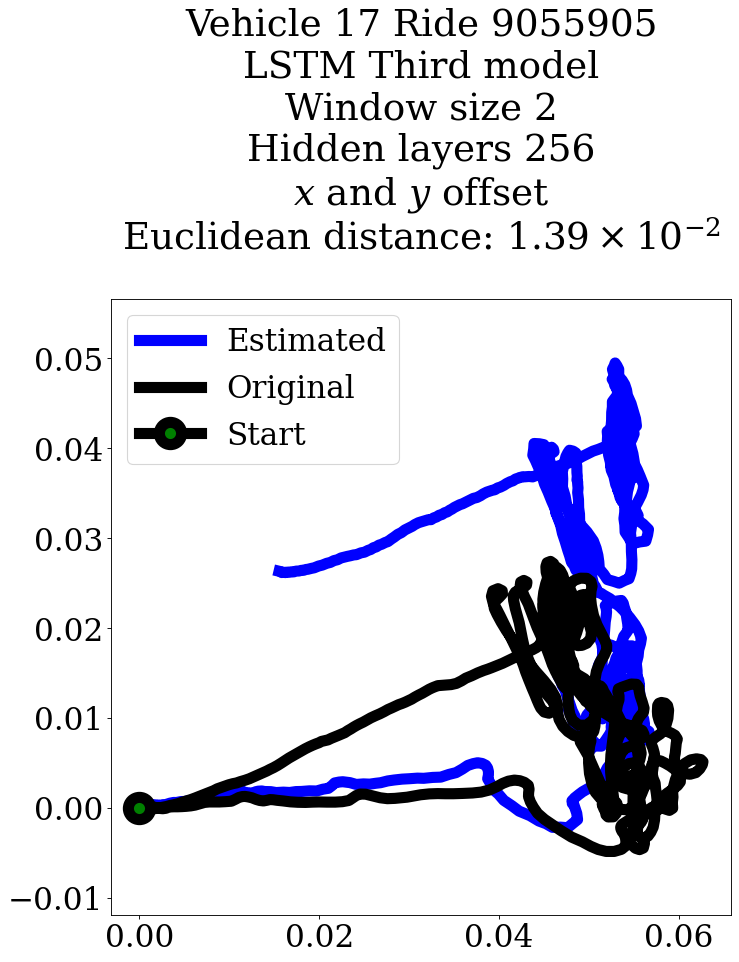 Vehicle 17 Ride 9055905
LSTM Third model
Window size 2
Hidden layers 256
x and y offset
Euclidean distance: 1.39 × 10⁻²
Estimated
Original
Start
0.05
0.04
0.03
0.02
0.01
0.00
−0.01
0.00 0.02 0.04 0.06